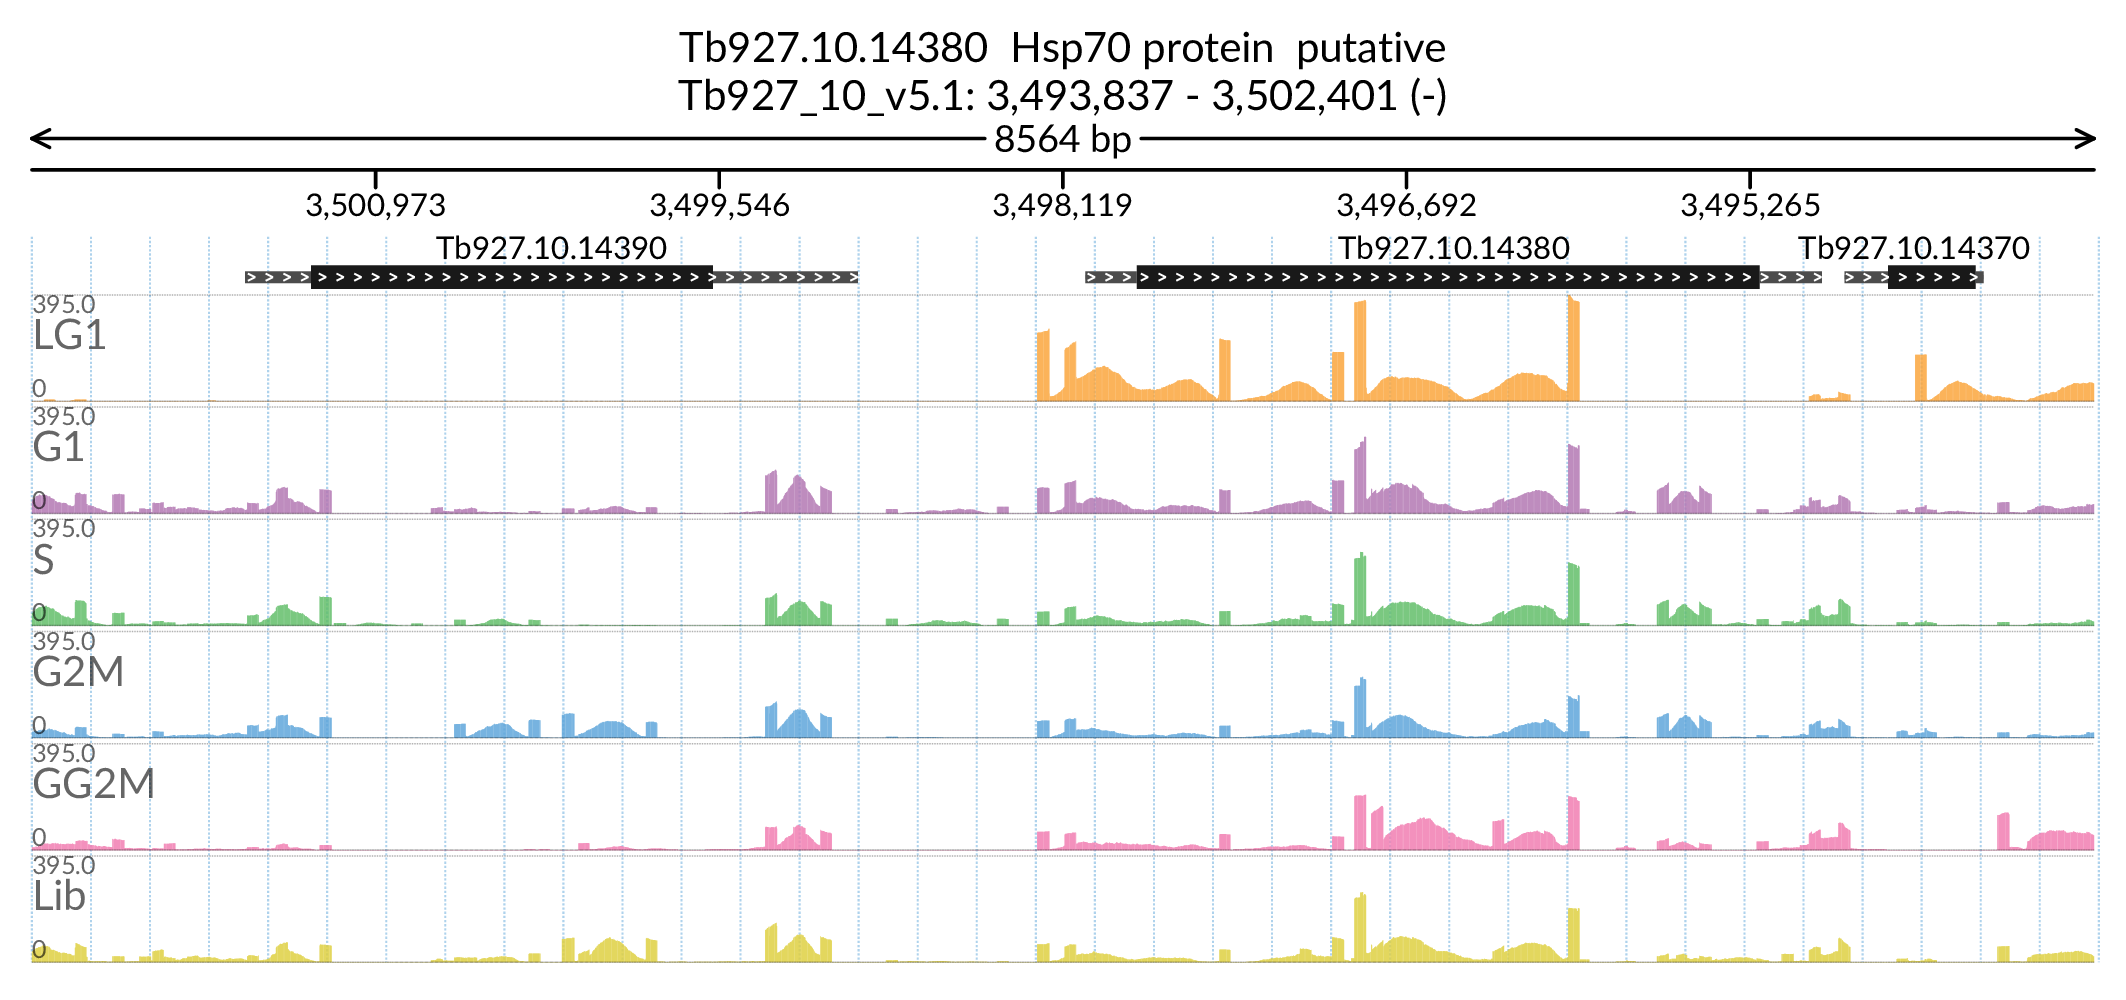 Tb927.10.14380 Hsp70 protein putative
Tb927_10_v5.1: 3,493,837 - 3,502,401 (-)
8564 bp
3,500,973 3,499,546 3,498,119 3,496,692 3,495,265
Tb927.10.14390 Tb927.10.14380 Tb927.10.14370
395.0
LG1
0
395.0
G1
0
395.0
S
0
395.0
G2M
0
395.0
GG2M
0
395.0
Lib
0